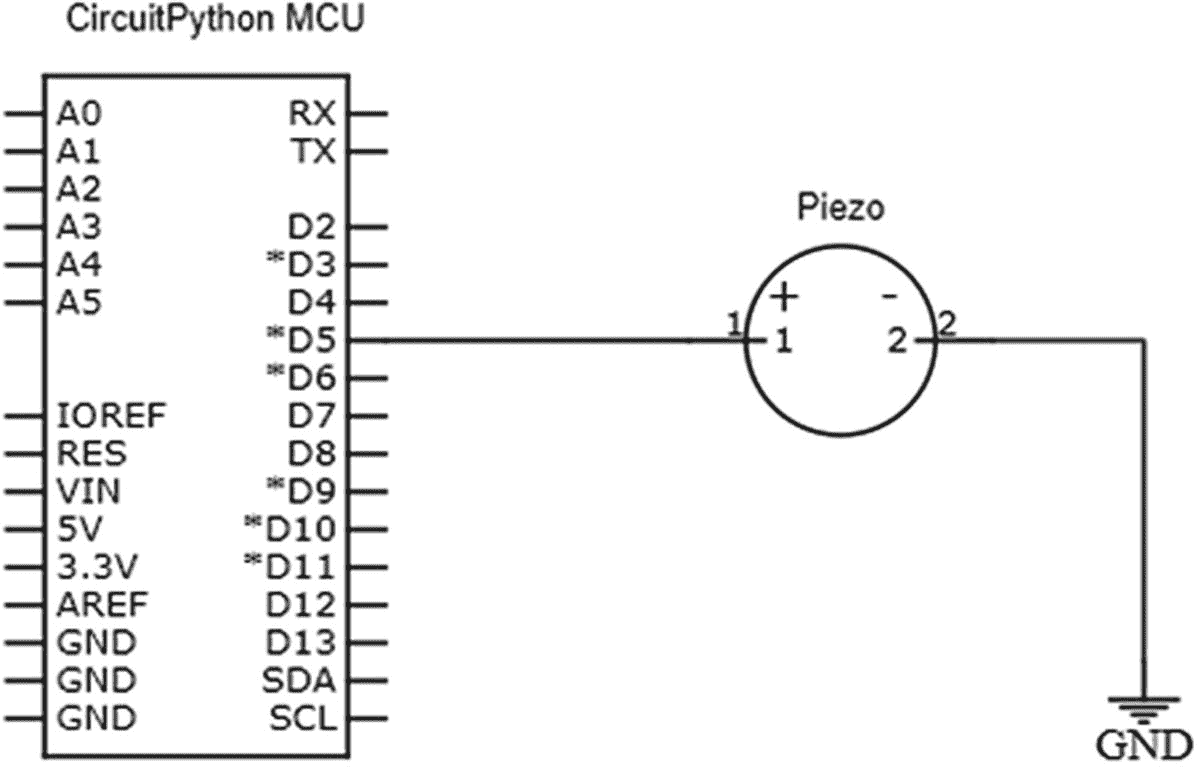 CircuitPython MCU
A0 RX
A1 TX
A2
A3 D2
A4 *D3
A5 D4
*D5
*D6
IOREF D7
RES D8
VIN *D9
5V *D10
3.3V *D11
AREF D12
GND D13
GND SDA
GND SCL
Piezo
+ -
1 1 2 2
GND